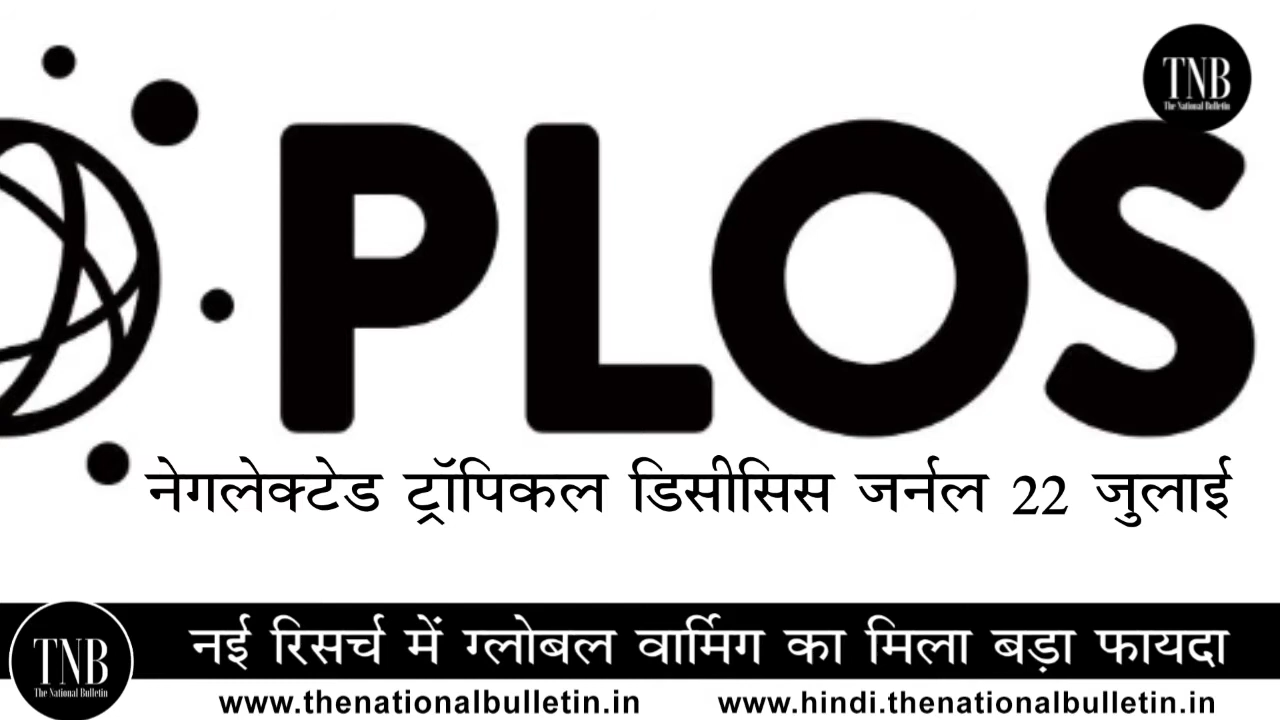 TNB
The National Bulletin
PLOS
नेगलेक्टेड ट्रॉपिकल डिसीसिस जर्नल 22 जुलाई
नई रिसर्च में ग्लोबल वार्मिग का मिला बड़ा फायदा
TNB
The National Bulletin
www.thenationalbulletin.in www.hindi.thenationalbulletin.in